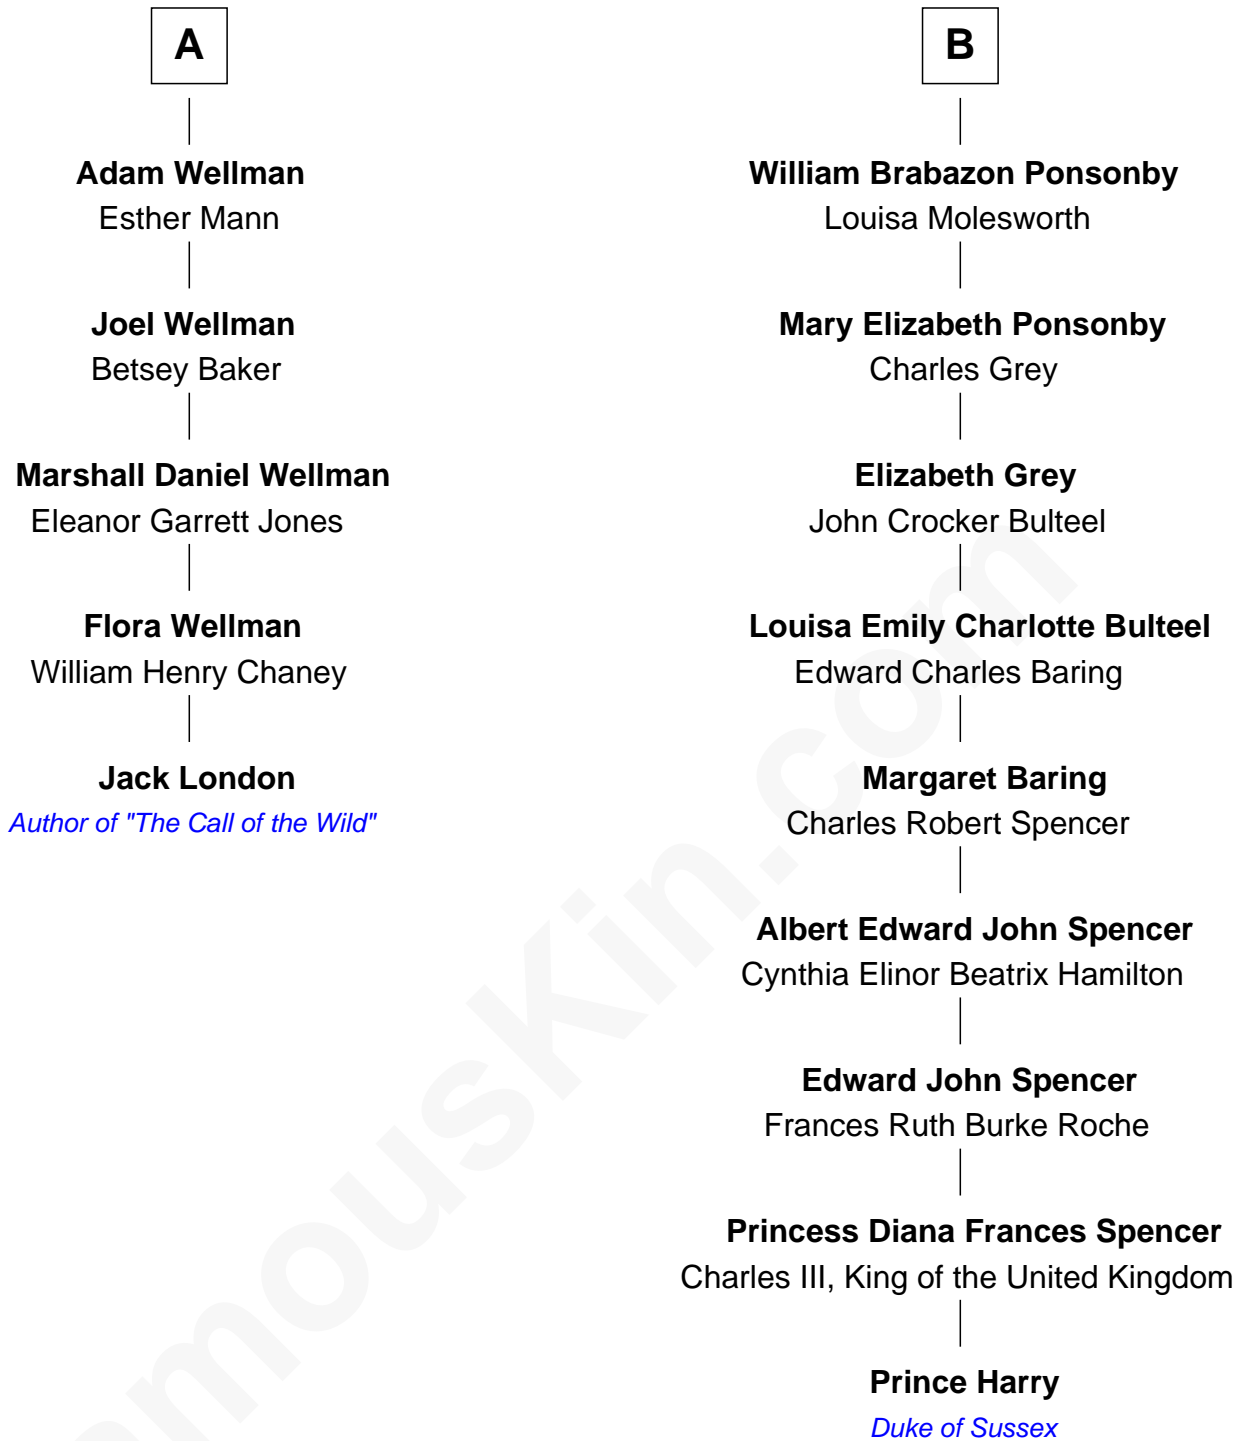 A
Adam Wellman
Esther Mann
Joel Wellman
Betsey Baker
Marshall Daniel Wellman
Eleanor Garrett Jones
Flora Wellman
William Henry Chaney
Jack London
Author of "The Call of the Wild"
B
William Brabazon Ponsonby
Louisa Molesworth
Mary Elizabeth Ponsonby
Charles Grey
Elizabeth Grey
John Crocker Bulteel
Louisa Emily Charlotte Bulteel
Edward Charles Baring
Margaret Baring
Charles Robert Spencer
Albert Edward John Spencer
Cynthia Elinor Beatrix Hamilton
Edward John Spencer
Frances Ruth Burke Roche
Princess Diana Frances Spencer
Charles III, King of the United Kingdom
Prince Harry
Duke of Sussex
amouskin.com